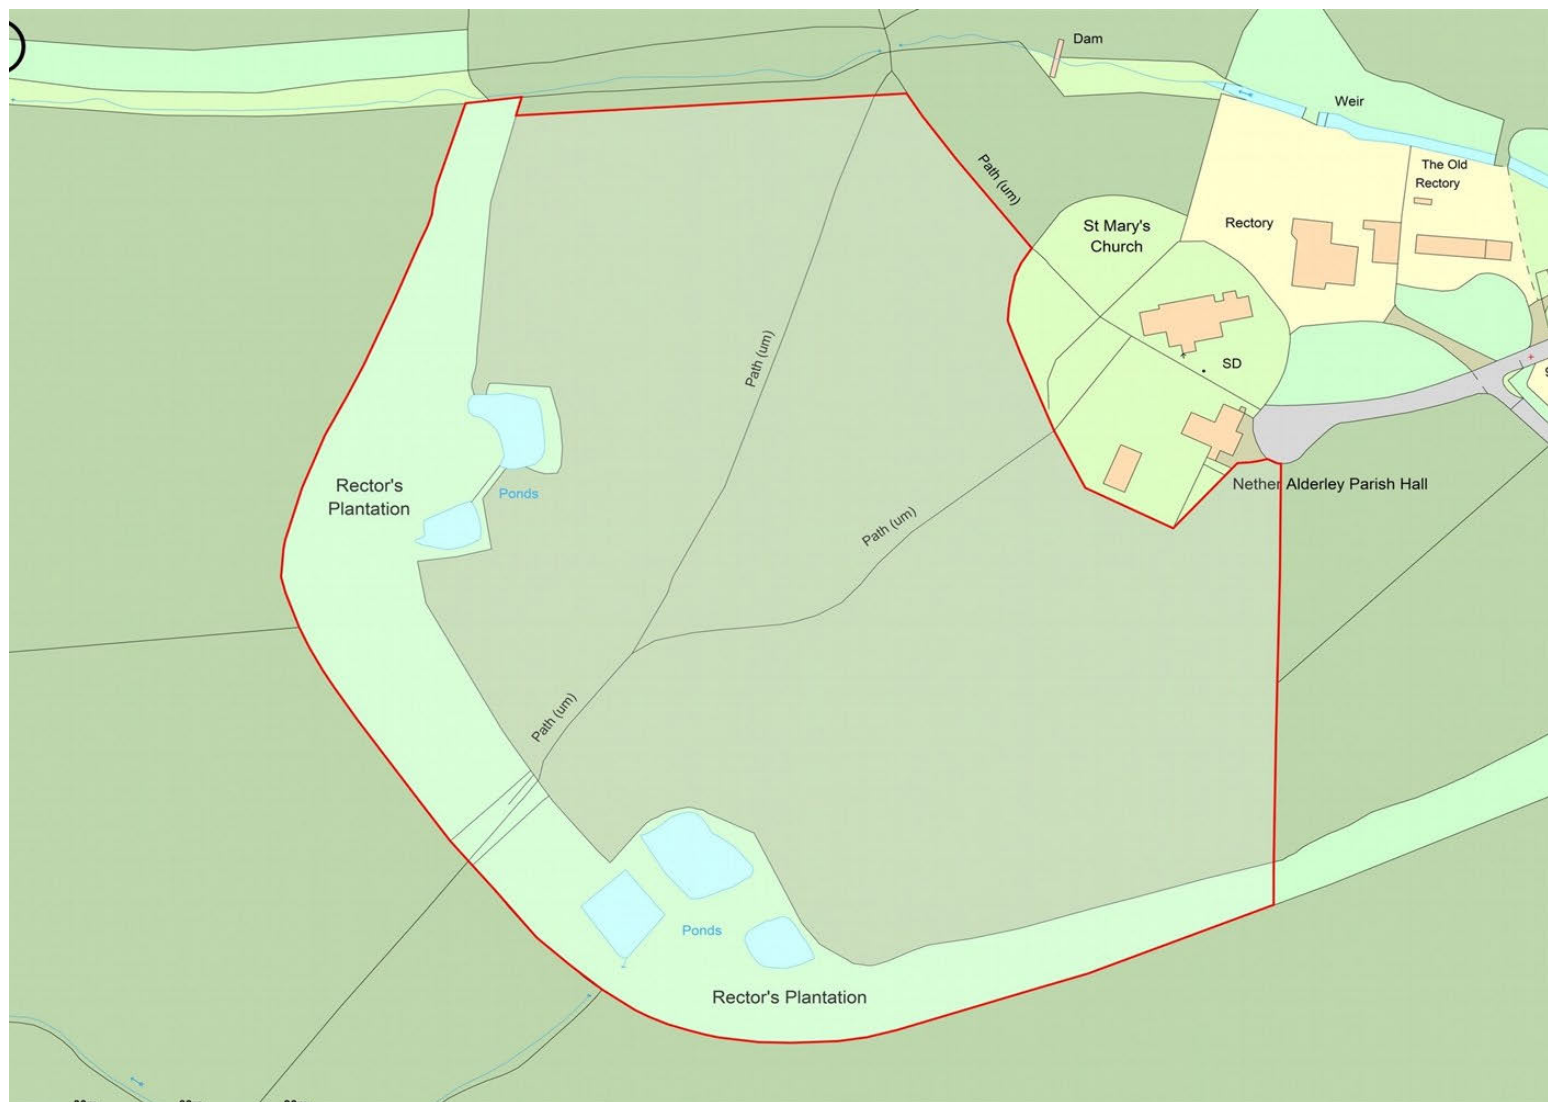 Dam
Weir
The Old
Rectory
Path (um)
St Mary's
Church
Rectory
Path (um)
SD
Rector's
Plantation
Ponds
Nether Alderley Parish Hall
Path (um)
Path (um)
Ponds
Rector's Plantation